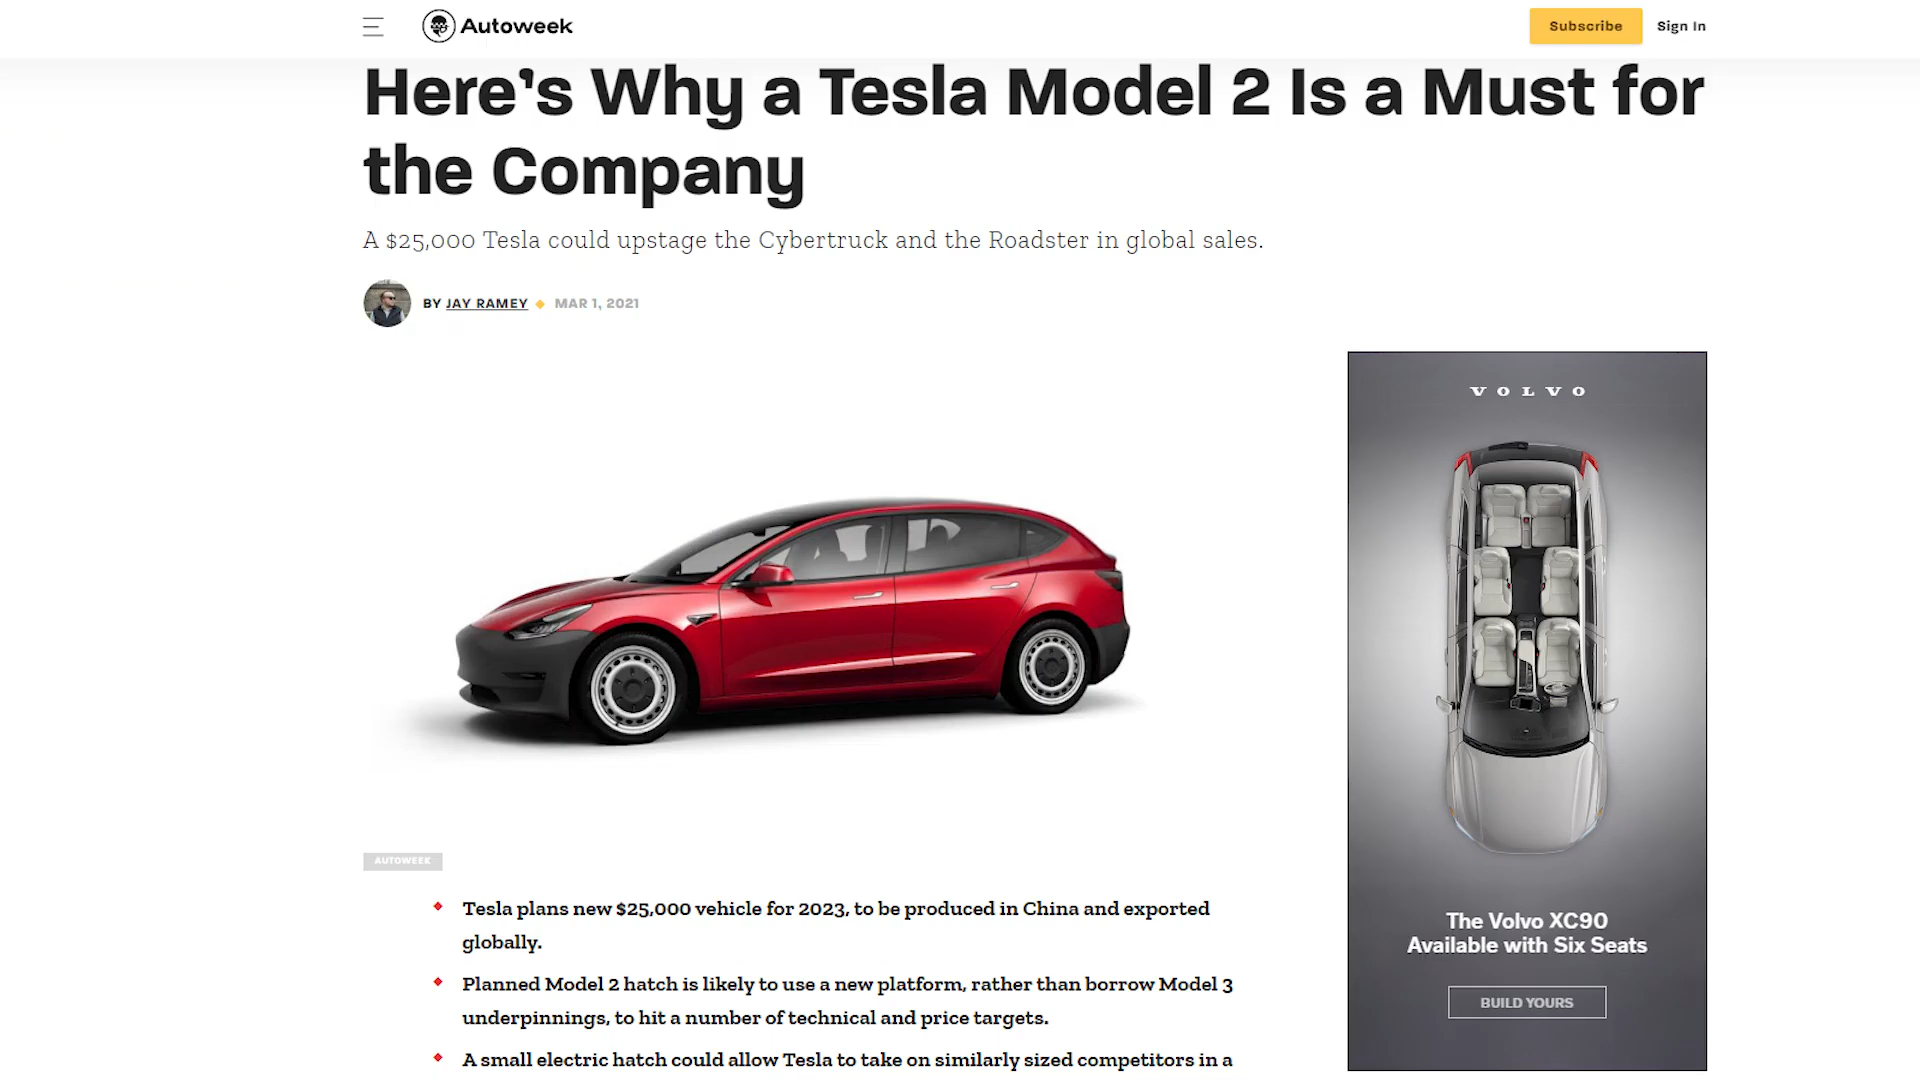 Autoweek
Subscribe
Sign In
Here's Why a Tesla Model 2 Is a Must for
the Company
A $25,000 Tesla could upstage the Cybertruck and the Roadster in global sales.
BY JAY RAMEY MAR 1, 2021
AUTOWEEK
Tesla plans new $25,000 vehicle for 2023, to be produced in China and exported
globally.
Planned Model 2 hatch is likely to use a new platform, rather than borrow Model 3
underpinnings, to hit a number of technical and price targets.
A small electric hatch could allow Tesla to take on similarly sized competitors in a
VOLVO
The Volvo XC90
Available with Six Seats
BUILD YOURS